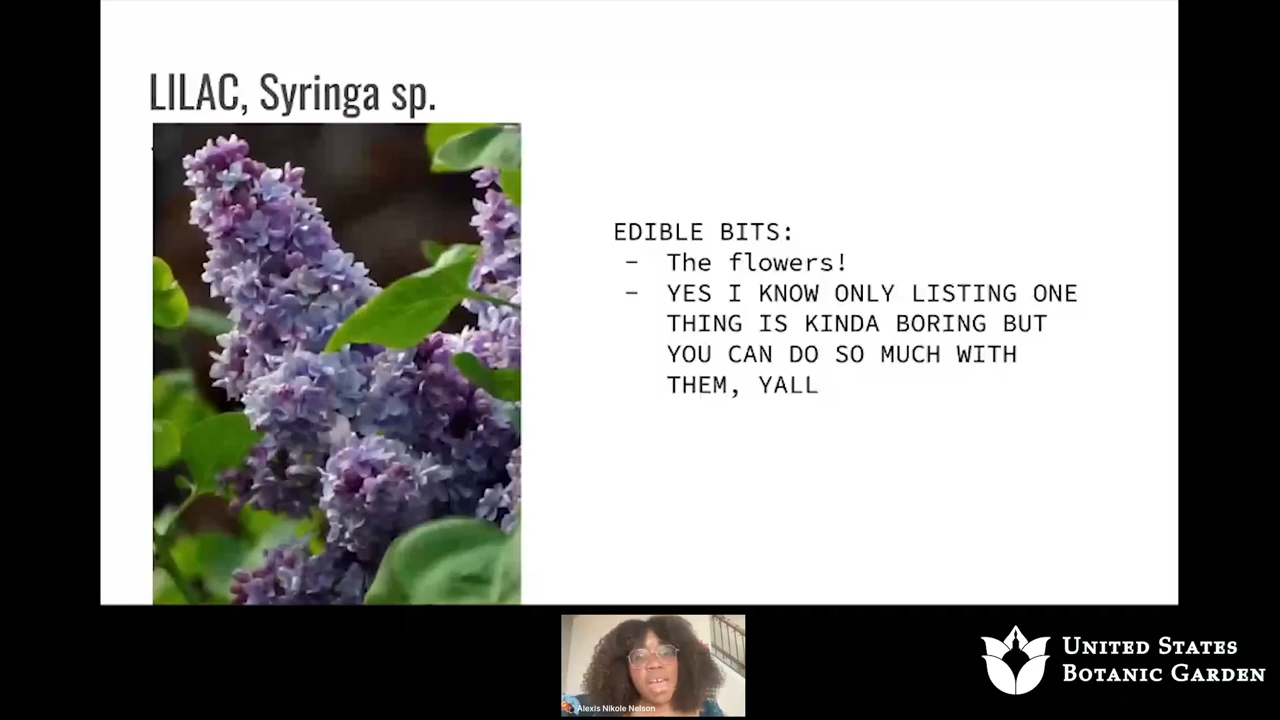 LILAC, Syringa sp.
EDIBLE BITS:
- The flowers!
- YES I KNOW ONLY LISTING ONE
THING IS KINDA BORING BUT
YOU CAN DO SO MUCH WITH
THEM, YALL
Alexis Nikole Nelson
UNITED STATES
BOTANIC GARDEN